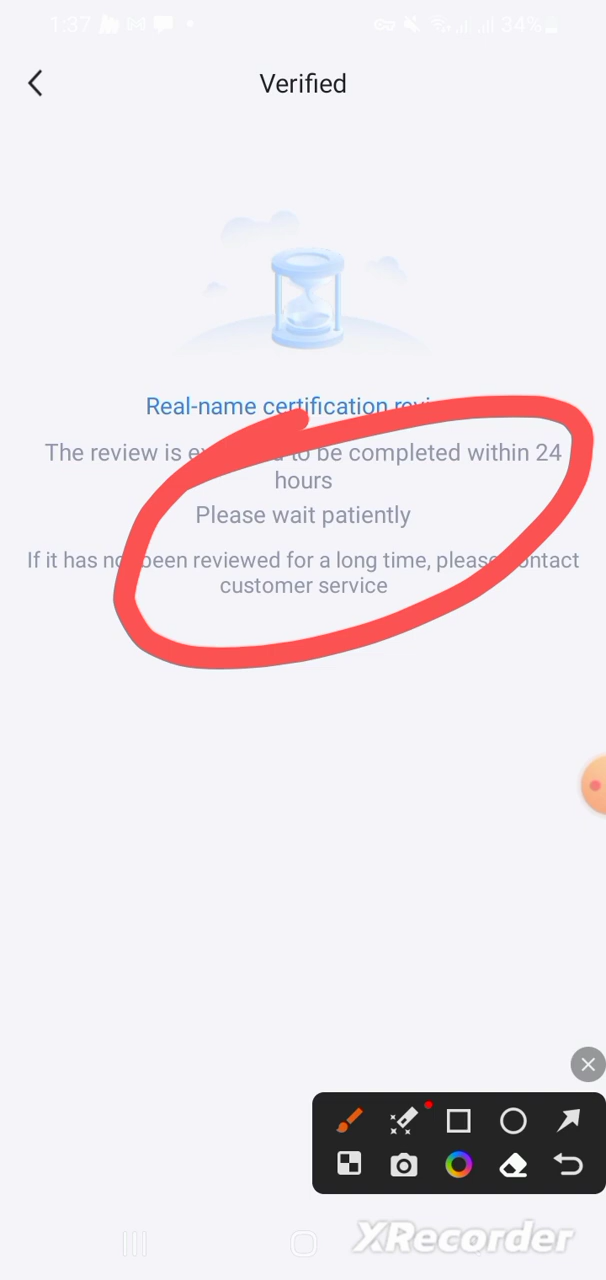 1:37 34%
Verified
Real-name certification
The review is to be completed within 24
hours
Please wait patiently
If it has been reviewed for a long time, please contact
customer service
XRecorder